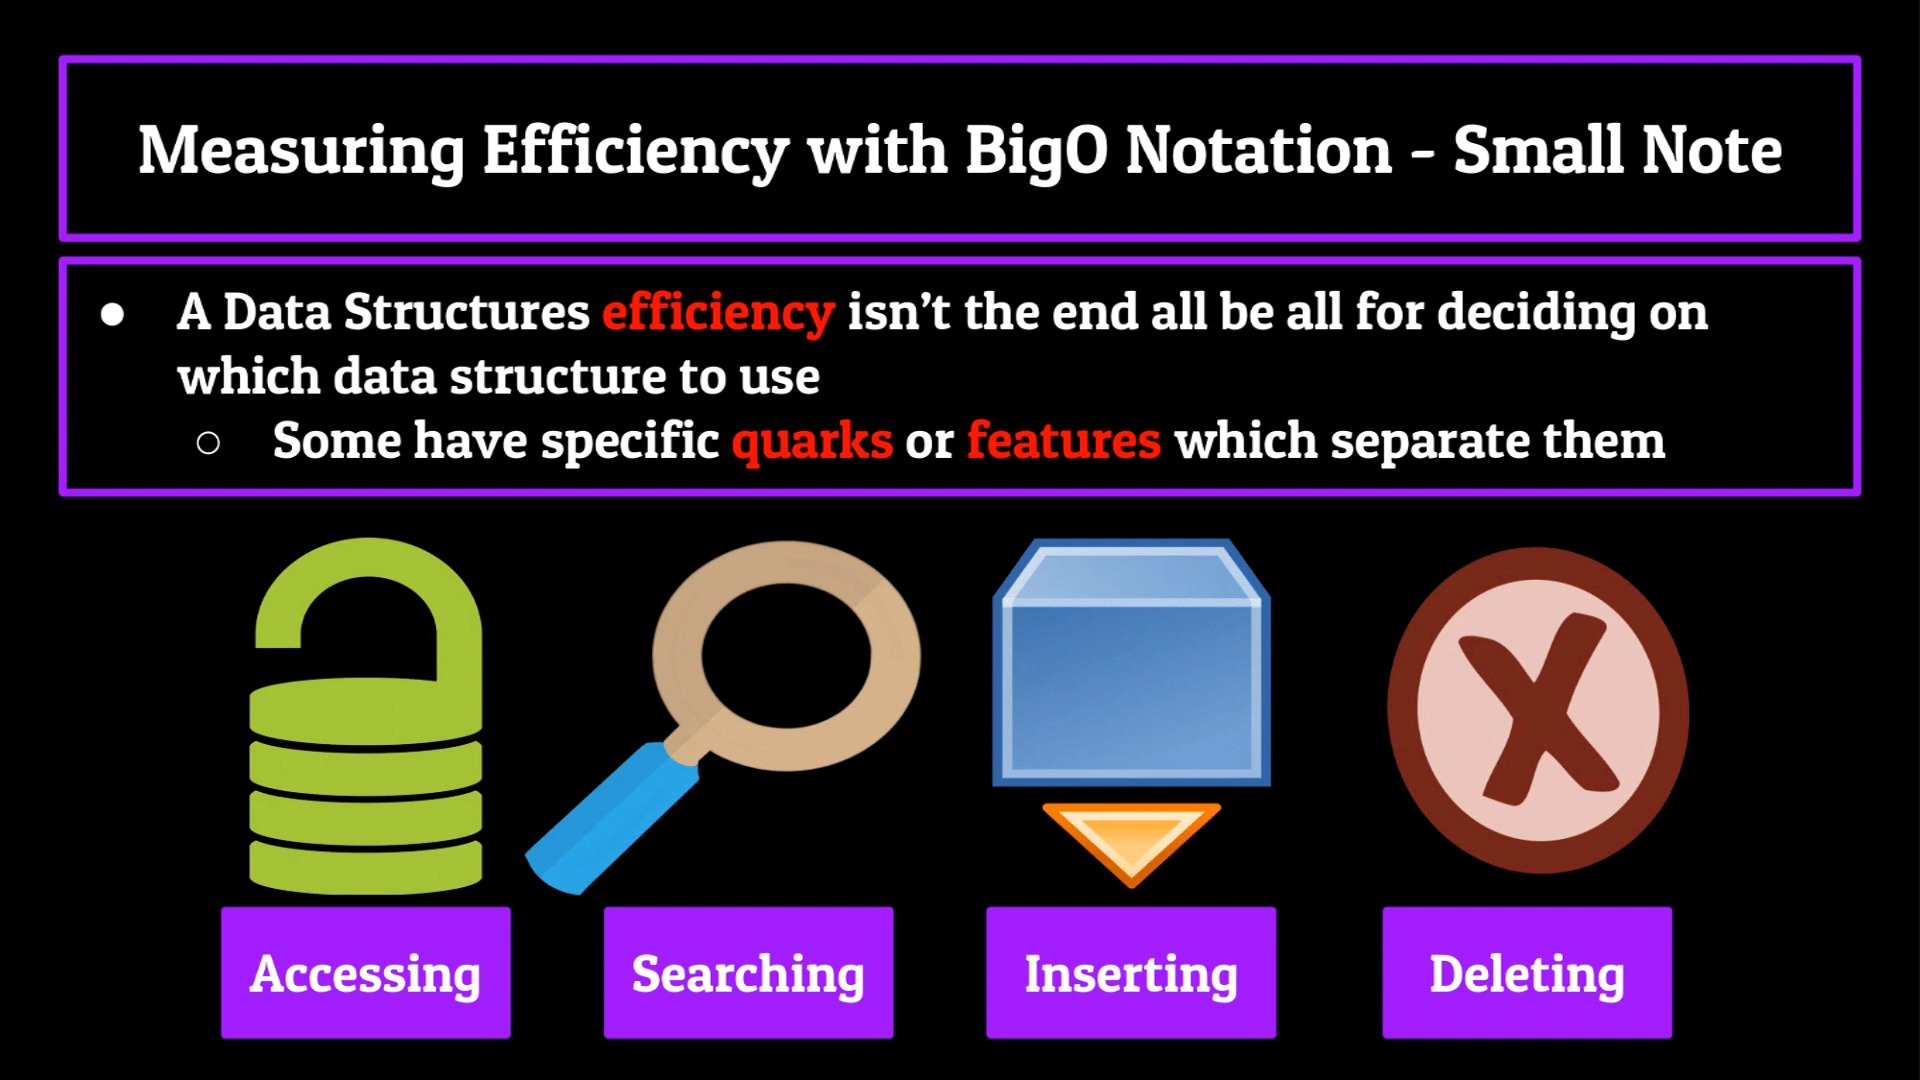 Measuring Efficiency with BigO Notation - Small Note
● A Data Structures efficiency isn’t the end all be all for deciding on
which data structure to use
○ Some have specific quarks or features which separate them
Accessing
Searching
Inserting
Deleting